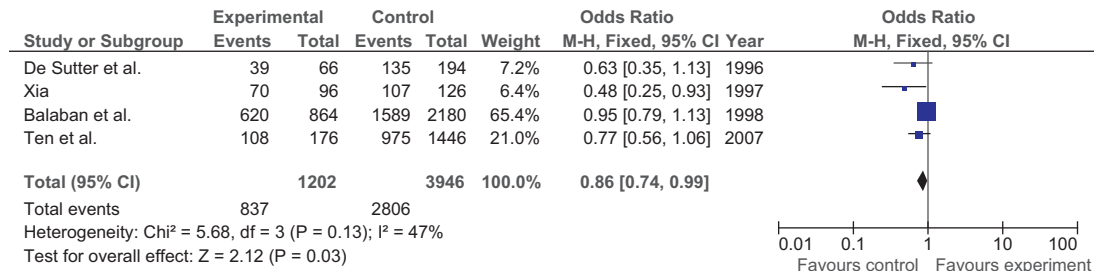 Experimental Control Odds Ratio Odds Ratio
Study or Subgroup Events Total Events Total Weight M-H, Fixed, 95% CI Year M-H, Fixed, 95% CI
De Sutter et al. 39 66 135 194 7.2% 0.63 [0.35, 1.13] 1996
Xia 70 96 107 126 6.4% 0.48 [0.25, 0.93] 1997
Balaban et al. 620 864 1589 2180 65.4% 0.95 [0.79, 1.13] 1998
Ten et al. 108 176 975 1446 21.0% 0.77 [0.56, 1.06] 2007
Total (95% CI) 1202 3946 100.0% 0.86 [0.74, 0.99]
Total events 837 2806
Heterogeneity: Chi² = 5.68, df = 3 (P = 0.13); I² = 47%
Test for overall effect: Z = 2.12 (P = 0.03)
0.01 0.1 1 10 100
Favours control Favours experiment